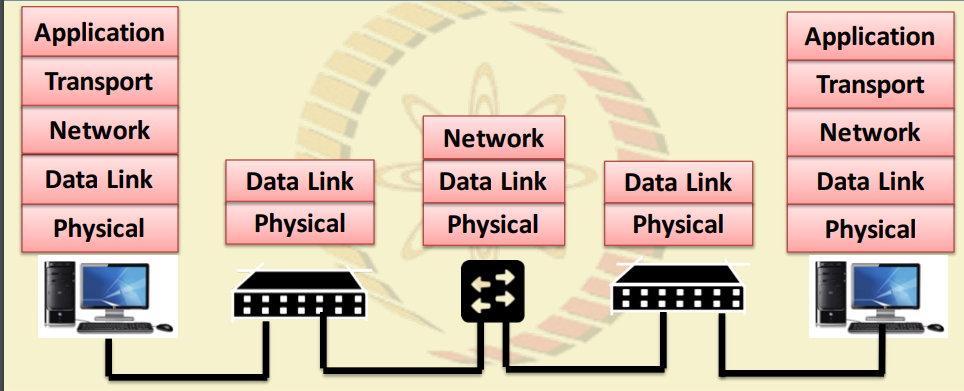 Application
Transport
Network
Data Link
Physical
Data Link
Physical
Network
Data Link
Physical
Data Link
Physical
Application
Transport
Network
Data Link
Physical